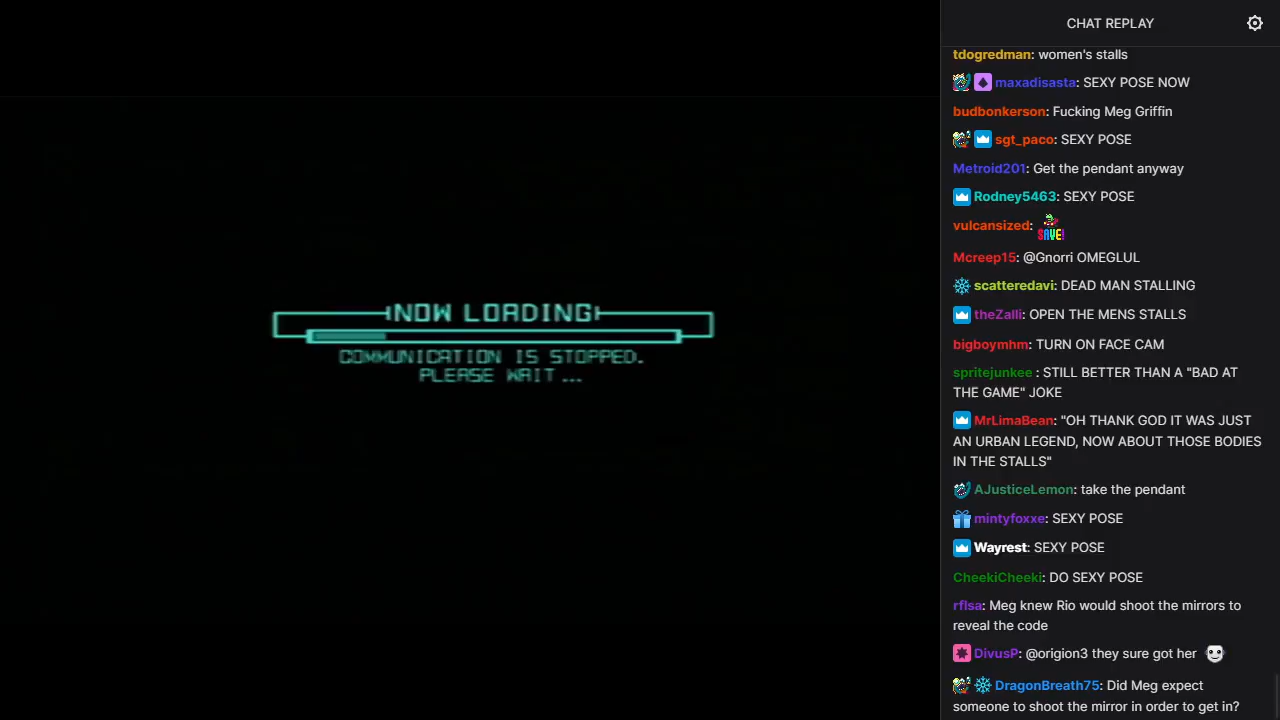 NOW LOADING
COMMUNICATION IS STOPPED.
PLEASE WAIT...
CHAT REPLAY
tdogredman: women's stalls
maxadisasta: SEXY POSE NOW
budbonkerson: Fucking Meg Griffin
sgt_paco: SEXY POSE
Metroid201: Get the pendant anyway
Rodney5463: SEXY POSE
vulcansized: SAVE!
Mcreep15: @Gnorri OMEGLUL
scatteredavi: DEAD MAN STALLING
theZalli: OPEN THE MENS STALLS
bigboymhm: TURN ON FACE CAM
spritejunkee : STILL BETTER THAN A "BAD AT
THE GAME" JOKE
MrLimaBean: "OH THANK GOD IT WAS JUST
AN URBAN LEGEND, NOW ABOUT THOSE BODIES
IN THE STALLS"
AJusticeLemon: take the pendant
mintyfoxxe: SEXY POSE
Wayrest: SEXY POSE
CheekiCheeki: DO SEXY POSE
rflsa: Meg knew Rio would shoot the mirrors to
reveal the code
DivusP: @origion3 they sure got her
DragonBreath75: Did Meg expect
someone to shoot the mirror in order to get in?